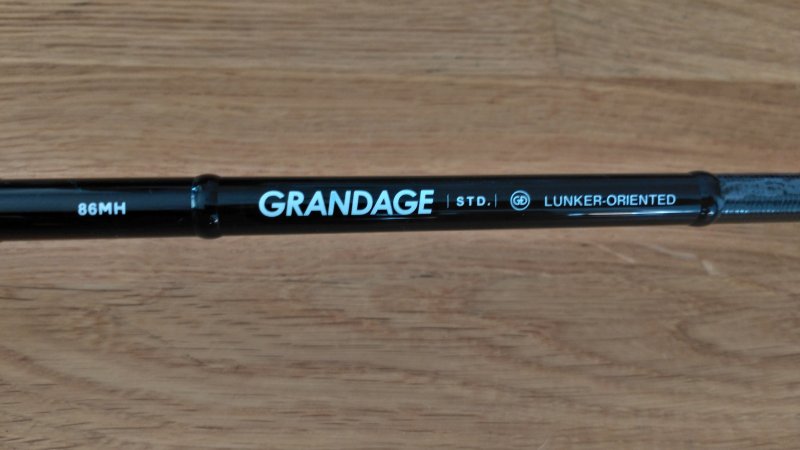 86MH GRANDAGE | STD. | GD LUNKER-ORIENTED